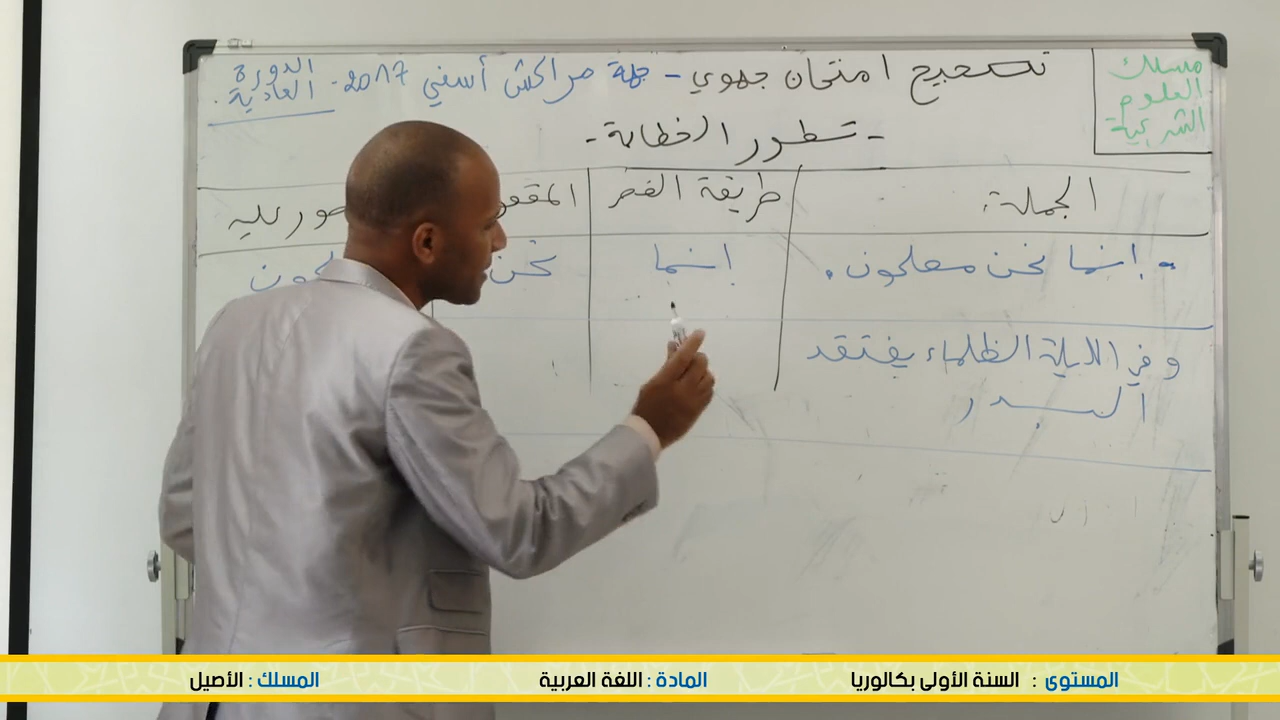 تصحيح امتحان جهوي - جهة مراكش أسفي 2017 - الدورة العادية.
مسلك
العلوم
الشرعية
- تطور الخطابة -
الجملة: طريقة القصر
إنما نحن مصلحون. إنما نحن
وفي الليلة الظلماء يفتقد
البدر
المستوى : السنة الأولى بكالوريا المادة : اللغة العربية المسلك : الأصيل